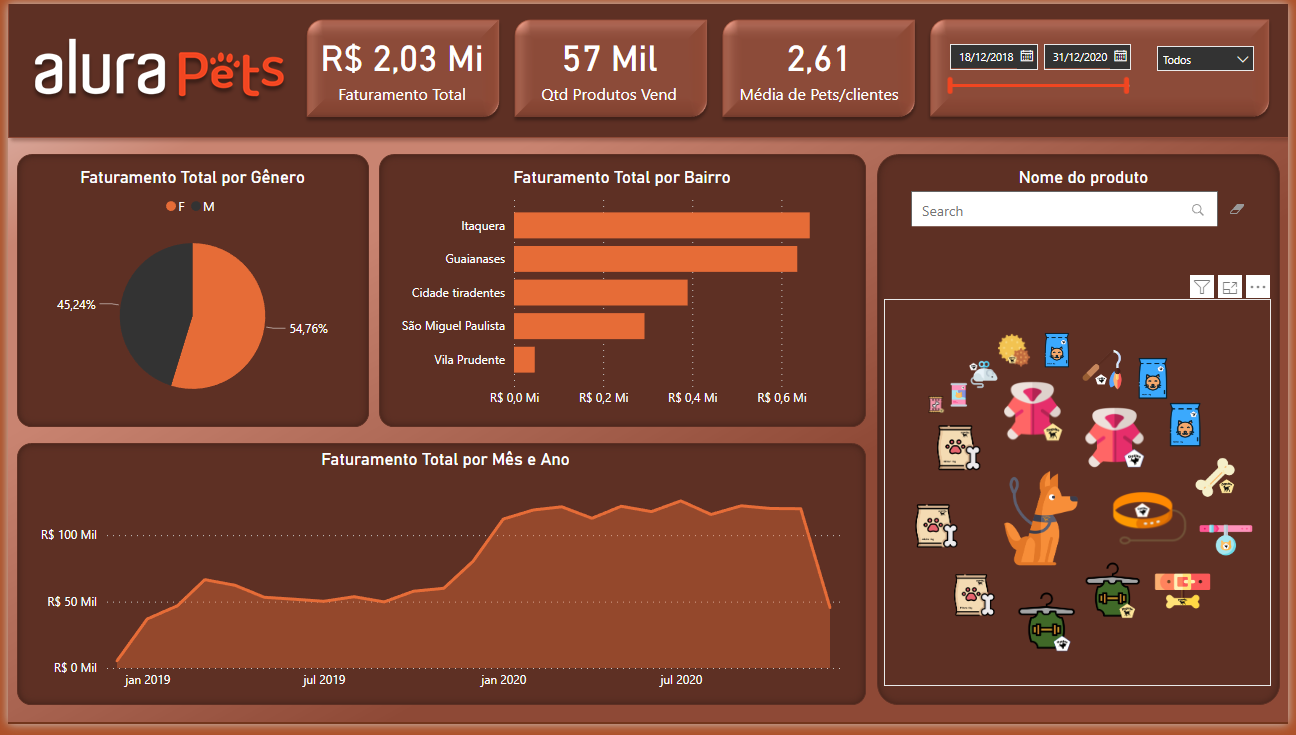 alura Pets
R$ 2,03 Mi
Faturamento Total
57 Mil
Qtd Produtos Vend
2,61
Média de Pets/clientes
18/12/2018
31/12/2020
Todos
Faturamento Total por Gênero
F M
45,24%
54,76%
Faturamento Total por Bairro
Itaquera
Guaianases
Cidade tiradentes
São Miguel Paulista
Vila Prudente
R$ 0,0 Mi R$ 0,2 Mi R$ 0,4 Mi R$ 0,6 Mi
Nome do produto
Search
Faturamento Total por Mês e Ano
R$ 100 Mil
R$ 50 Mil
R$ 0 Mil
jan 2019 jul 2019 jan 2020 jul 2020